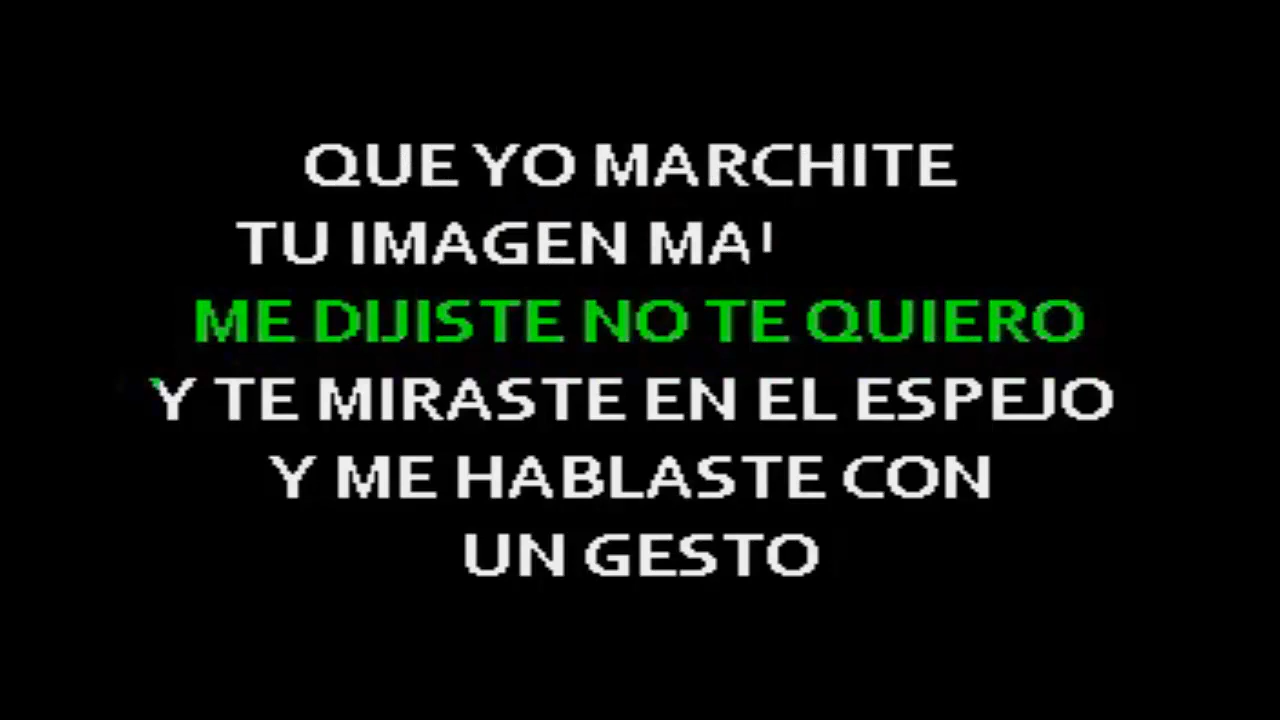 QUE YO MARCHITE
TU IMAGEN
ME DIJISTE NO TE QUIERO
Y TE MIRASTE EN EL ESPEJO
Y ME HABLASTE CON
UN GESTO